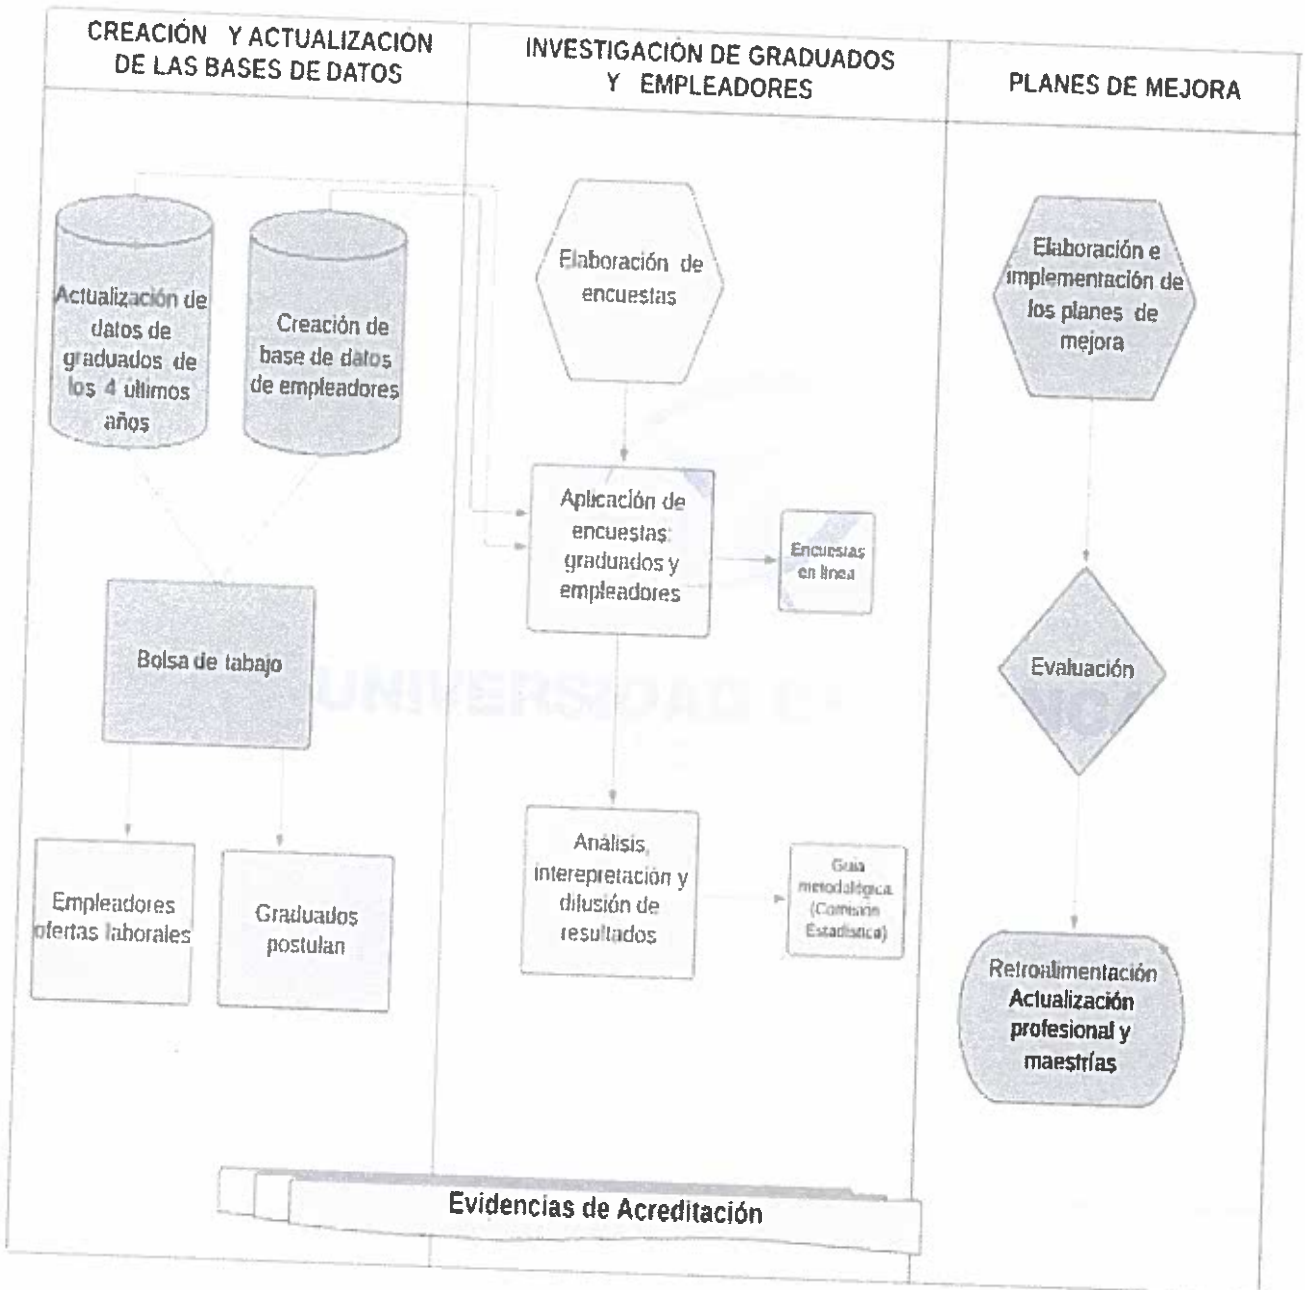 CREACIÓN Y ACTUALIZACIÓN
DE LAS BASES DE DATOS
INVESTIGACIÓN DE GRADUADOS
Y EMPLEADORES
PLANES DE MEJORA
Actualización de
datos de
graduados de
los 4 últimos
años
Creación de
base de datos
de empleadores
Bolsa de tabajo
Empleadores
ofertas laborales
Graduados
postulan
Elaboración de
encuestas
Aplicación de
encuestas:
graduados y
empleadores
Encuestas
en línea
Análisis,
interepretación y
difusión de
resultados
Guia
metodológica
(Comisión
Estadística)
Elaboración e
implementación de
los planes de
mejora
Evaluación
Retroalimentación
Actualización
profesional y
maestrías
Evidencias de Acreditación
UNIVERSIDAD